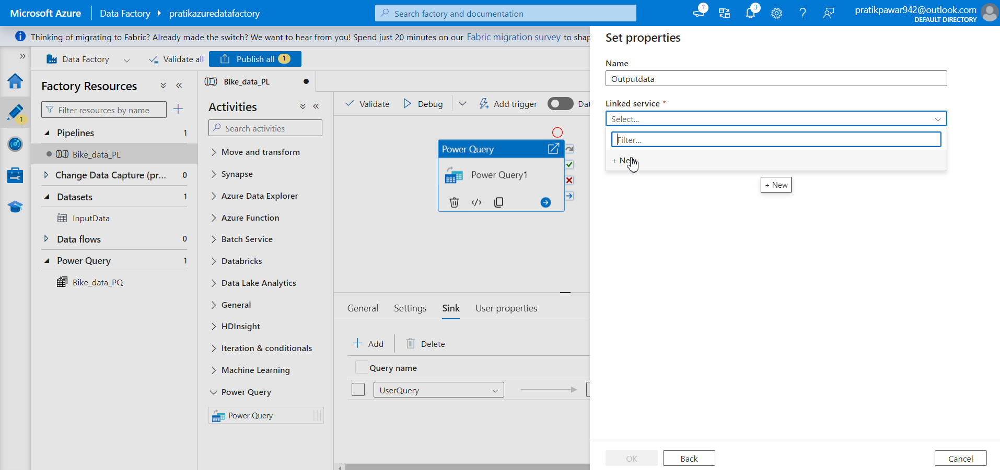 Microsoft Azure
Data Factory
pratikazuredatafactory
Search factory and documentation
1
3
pratikpawar942@outlook.com
DEFAULT DIRECTORY
Thinking of migrating to Fabric? Already made the switch? We want to hear from you! Spend just 20 minutes on our Fabric migration survey to shap
Data Factory
Validate all
Publish all
1
1
Factory Resources
Filter resources by name
Pipelines
1
Bike_data_PL
Change Data Capture (pr...
0
Datasets
1
InputData
Data flows
0
Power Query
1
Bike_data_PQ
Bike_data_PL
Activities
Search activities
Move and transform
Synapse
Azure Data Explorer
Azure Function
Batch Service
Databricks
Data Lake Analytics
General
HDInsight
Iteration & conditionals
Machine Learning
Power Query
Power Query
Validate
Debug
Add trigger
Dat
Power Query
Power Query1
General
Settings
Sink
User properties
Add
Delete
Query name
UserQuery
Set properties
Name
Outputdata
Linked service *
Select...
Filter...
+ New
+ New
OK
Back
Cancel